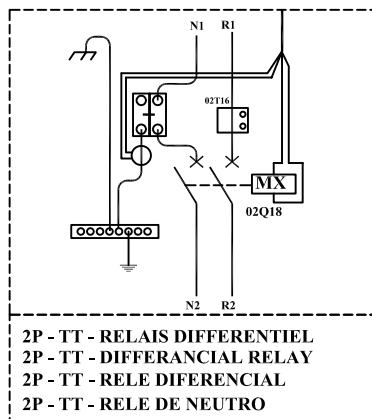 N1 R1
02T16
MX
02Q18
N2 R2
2P - TT - RELAIS DIFFERENTIEL
2P - TT - DIFFERANCIAL RELAY
2P - TT - RELE DIFERENCIAL
2P - TT - RELE DE NEUTRO